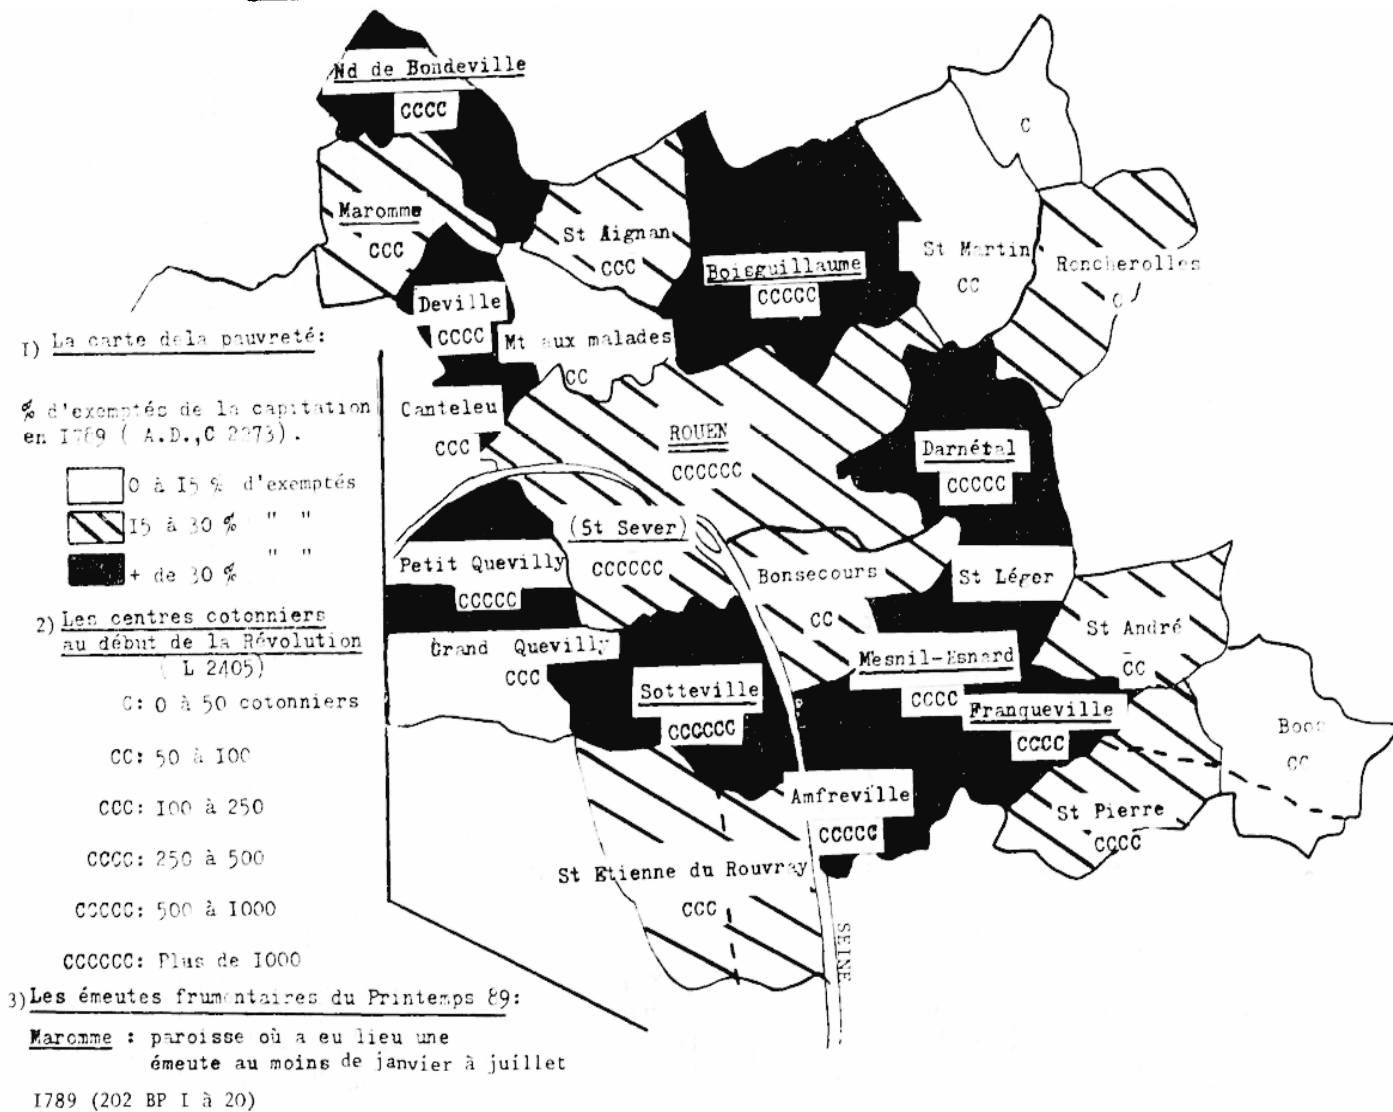 Nd de Bondeville
CCCC
C
Maromme
CCC
St Aignan
CCC
Boisguillaume
CCCCC
St Martin
CC
Roncherolles
C
Deville
CCCC
Mt aux malades
CC
Canteleu
CCC
ROUEN
CCCCCC
Darnétal
CCCCC
(St Sever)
CCCCCC
Petit Quevilly
CCCCC
Bonsecours
CC
St Léger
Grand Quevilly
CCC
Sotteville
CCCCCC
Mesnil-Esnard
CCCC
St André
CC
Franqueville
CCCC
Boos
CC
Amfreville
CCCCC
St Pierre
CCCC
St Etienne du Rouvray
CCC
SEINE
I) La carte dela pauvreté:
% d'exemptés de la capitation
en I789 ( A.D.,C 2273).
0 à I5 % d'exemptés
I5 à 30 % " "
+ de 30 % " "
2) Les centres cotonniers
au début de la Révolution
( L 2405)
C: 0 à 50 cotonniers
CC: 50 à I00
CCC: I00 à 250
CCCC: 250 à 500
CCCCC: 500 à I000
CCCCCC: Plus de I000
3) Les émeutes frumentaires du Printemps 89:
Maromme : paroisse où a eu lieu une
émeute au moins de janvier à juillet
I789 (202 BP I à 20)